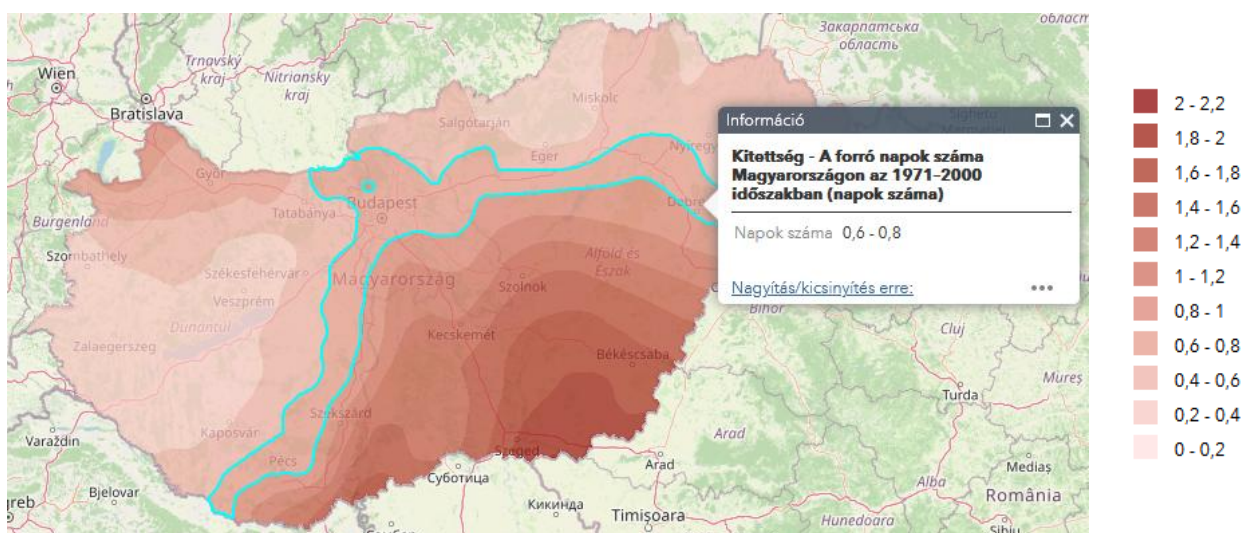 Закарпатська
область
област
Trnavský
kraj
Nitriansky
kraj
Wien
Bratislava
Miskolc
Salgótarján
Eger
Nyíregy
Győr
Tatabánya
Budapest
Debre
Burgenland
Szombathely
Székesfehérvár
Magyarország
Alföld és
Észak
Szolnok
Veszprém
Dunántúl
Zalaegerszeg
Kecskemét
Békéscsaba
Bihor
Cluj
Szekszárd
Kaposvár
Pécs
Szeged
Varaždin
Bjelovar
greb
Суботица
Кикинда
Timișoara
Arad
Arad
Turda
Mureș
Mediaș
Alba
România
Hunedoara
Sibiu
Információ
Kitettség - A forró napok száma
Magyarországon az 1971-2000
időszakban (napok száma)
Napok száma 0,6 - 0,8
Nagyítás/kicsinyítés erre:
2 - 2,2
1,8 - 2
1,6 - 1,8
1,4 - 1,6
1,2 - 1,4
1 - 1,2
0,8 - 1
0,6 - 0,8
0,4 - 0,6
0,2 - 0,4
0 - 0,2